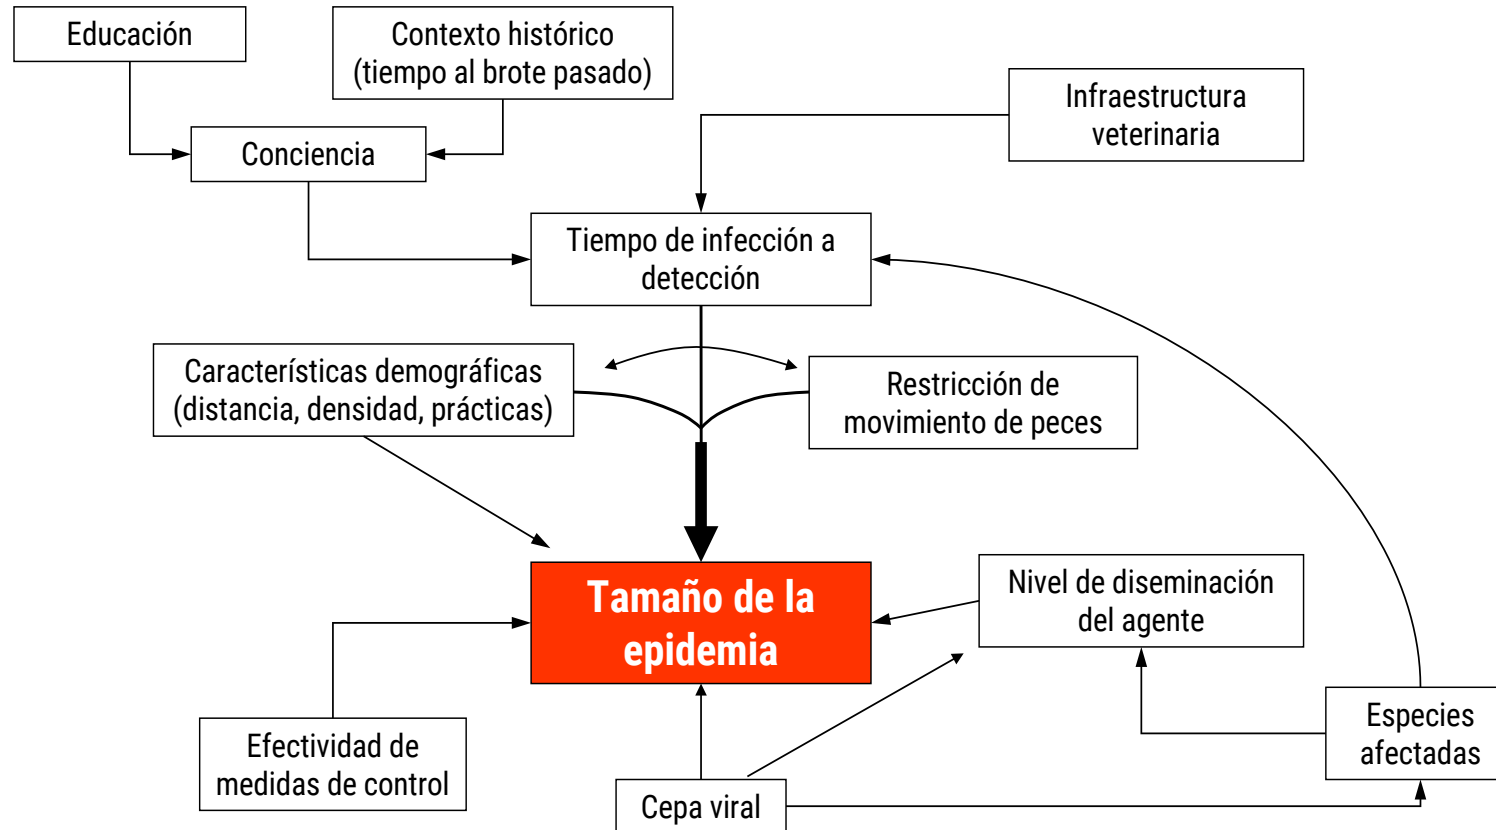 Educación
Contexto histórico
(tiempo al brote pasado)
Infraestructura
veterinaria
Conciencia
Tiempo de infección a
detección
Características demográficas
(distancia, densidad, prácticas)
Restricción de
movimiento de peces
Tamaño de la
epidemia
Nivel de diseminación
del agente
Efectividad de
medidas de control
Especies
afectadas
Cepa viral